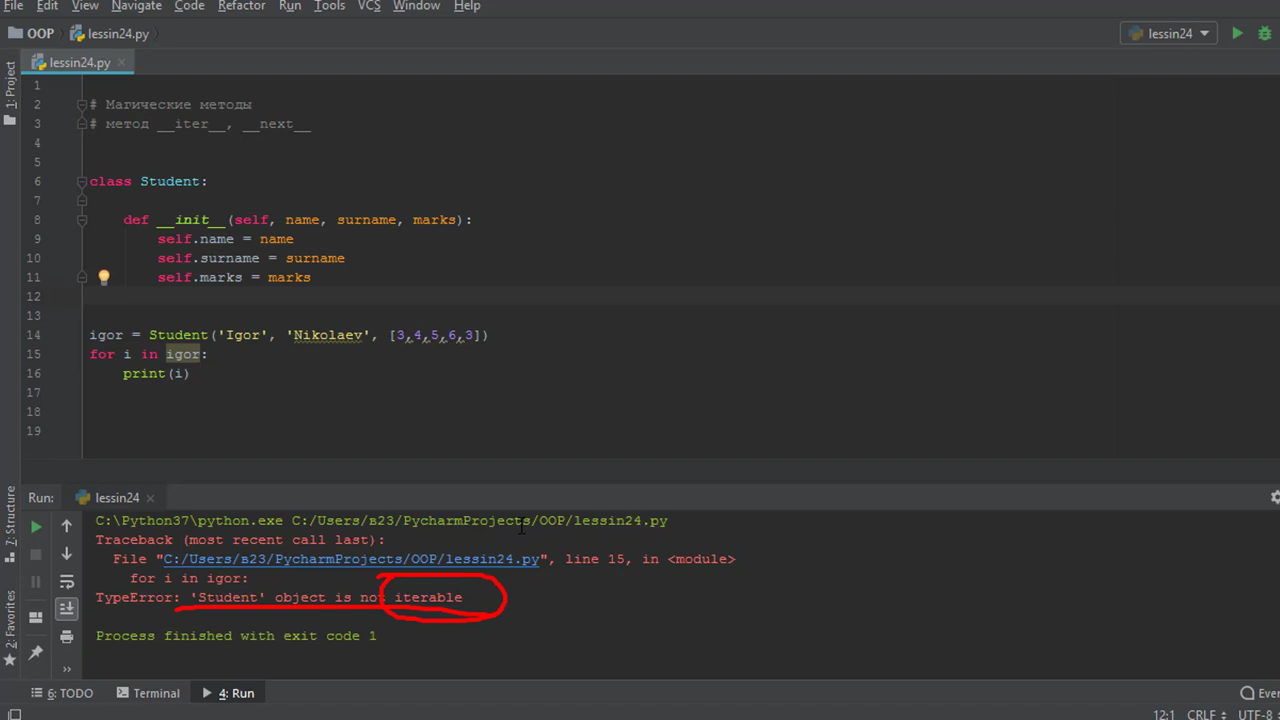 File Edit View Navigate Code Refactor Run Tools VCS Window Help
OOP lessin24.py lessin24
1: Project
lessin24.py
1
2 # Магические методы
3 # метод __iter__, __next__
4
5
6 class Student:
7
8 def __init__(self, name, surname, marks):
9 self.name = name
10 self.surname = surname
11 self.marks = marks
12
13
14 igor = Student('Igor', 'Nikolaev', [3,4,5,6,3])
15 for i in igor:
16 print(i)
17
18
19
7: Structure
2: Favorites
Run: lessin24
C:\Python37\python.exe C:/Users/в23/PycharmProjects/OOP/lessin24.py
Traceback (most recent call last):
File "C:/Users/в23/PycharmProjects/OOP/lessin24.py", line 15, in <module>
for i in igor:
TypeError: 'Student' object is not iterable
Process finished with exit code 1
6: TODO Terminal 4: Run
12:1 CRLF UTF-8